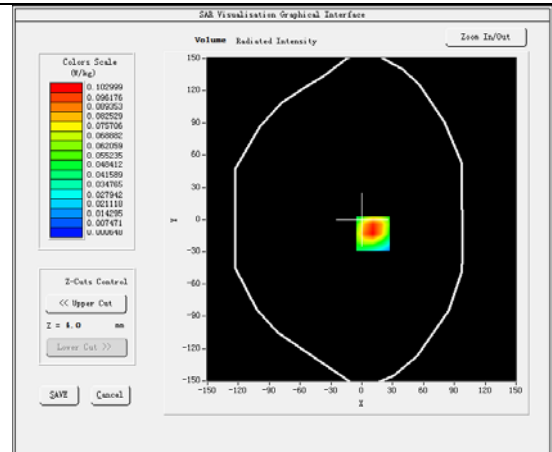 SAR Visualisation Graphical Interface
Volume Radiated Intensity
Zoom In/Out
Colors Scale
(W/kg)
0.102999
0.096176
0.089353
0.082529
0.075706
0.068882
0.062059
0.055235
0.048412
0.041589
0.034765
0.027942
0.021118
0.014295
0.007471
0.000648
Z-Cuts Control
<< Upper Cut
Z = 4.0 mm
Lower Cut >>
SAVE
Cancel
150
120
90
60
30
0
-30
-60
-90
-120
-150
Y
-150 -120 -90 -60 -30 0 30 60 90 120 150
X